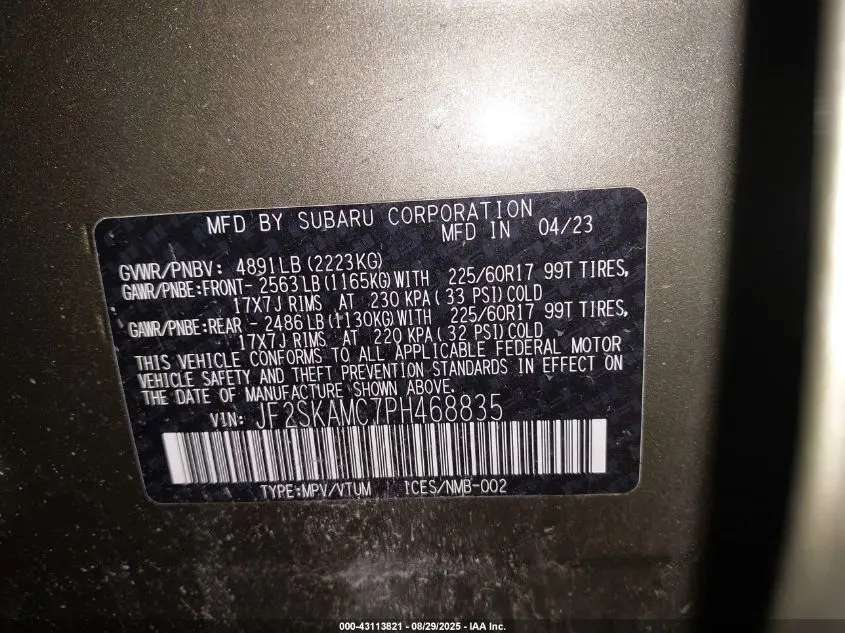 MFD BY SUBARU CORPORATION
MFD IN 04/23
GVWR/PNBV: 4891LB(2223KG)
GAWR/PNBE:FRONT- 2563LB(1165KG)WITH 225/60R17 99T TIRES,
17X7J RIMS AT 230 KPA( 33 PSI)COLD
GAWR/PNBE:REAR - 2486LB(1130KG)WITH 225/60R17 99T TIRES,
17X7J RIMS AT 220 KPA( 32 PSI)COLD
THIS VEHICLE CONFORMS TO ALL APPLICABLE FEDERAL MOTOR
VEHICLE SAFETY AND THEFT PREVENTION STANDARDS IN EFFECT ON
THE DATE OF MANUFACTURE SHOWN ABOVE.
VIN: JF2SKAMC7PH468835
TYPE:MPV/VTUM ICES/NMB-002
000-43113821 - 08/29/2025 - IAA Inc.